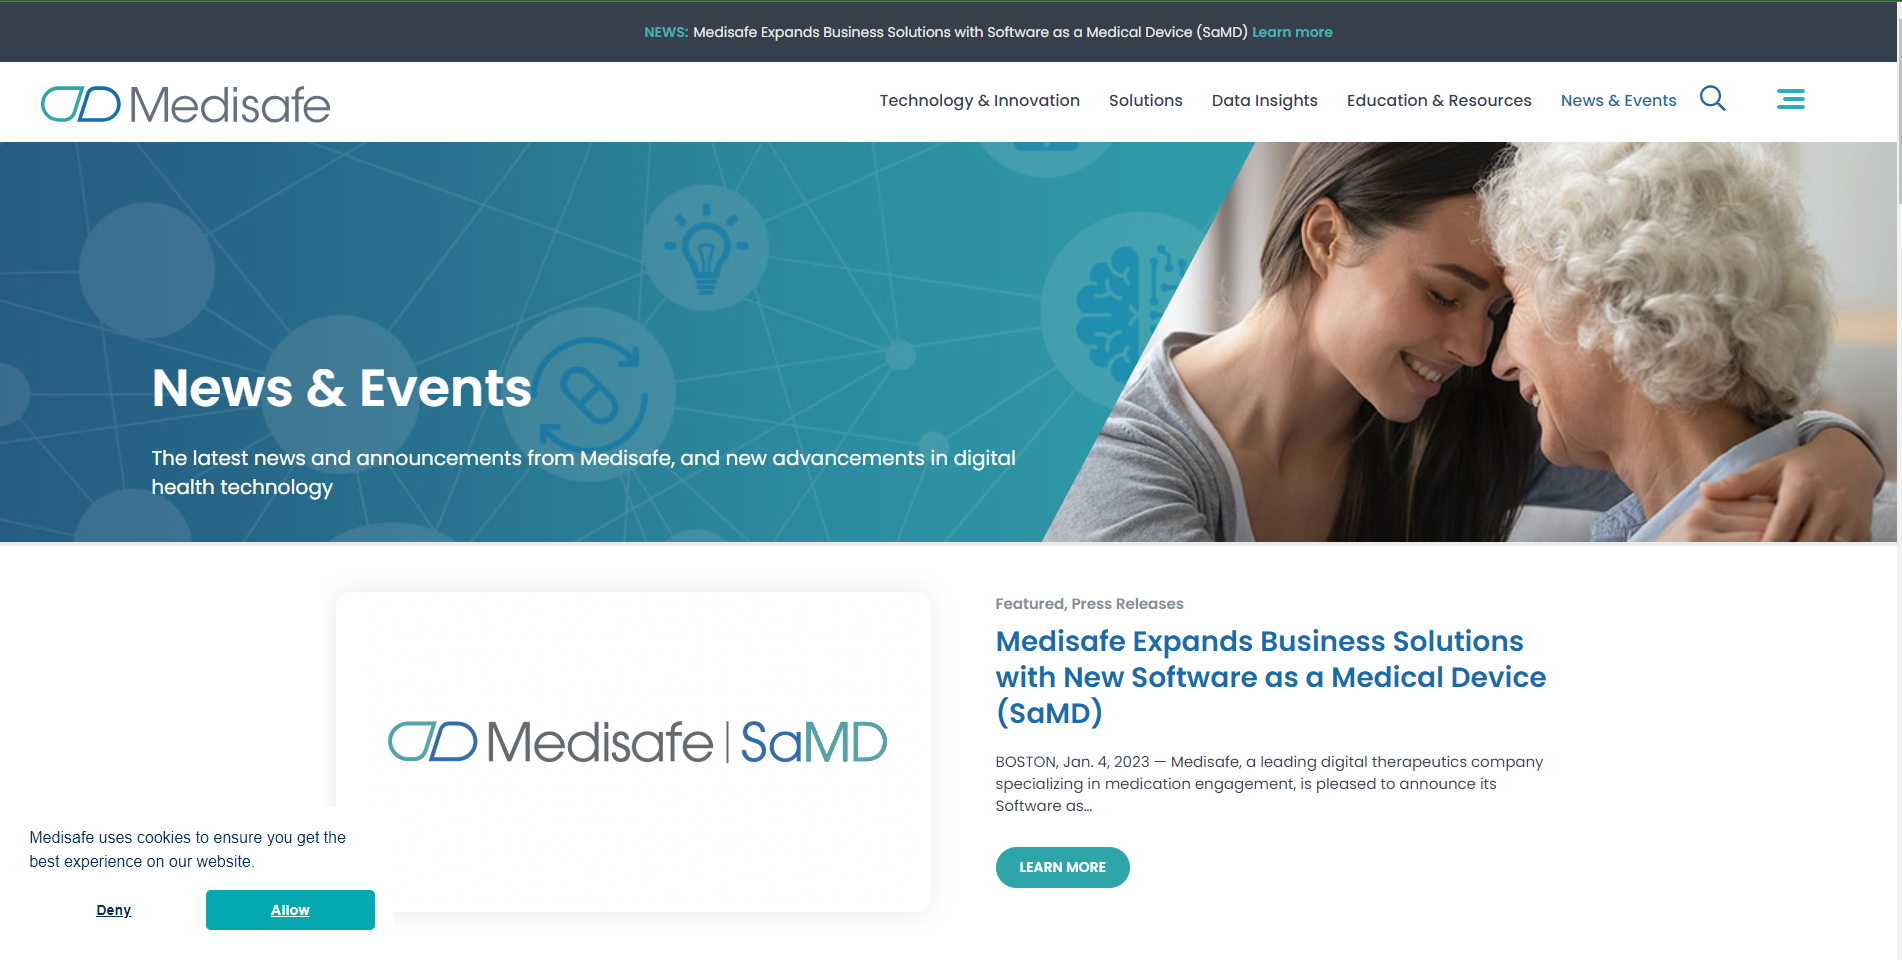 NEWS: Medisafe Expands Business Solutions with Software as a Medical Device (SaMD) Learn more
Medisafe
Technology & Innovation Solutions Data Insights Education & Resources News & Events
News & Events
The latest news and announcements from Medisafe, and new advancements in digital
health technology
Medisafe | SaMD
Featured, Press Releases
Medisafe Expands Business Solutions
with New Software as a Medical Device
(SaMD)
BOSTON, Jan. 4, 2023 — Medisafe, a leading digital therapeutics company
specializing in medication engagement, is pleased to announce its
Software as...
LEARN MORE
Medisafe uses cookies to ensure you get the
best experience on our website.
Deny Allow